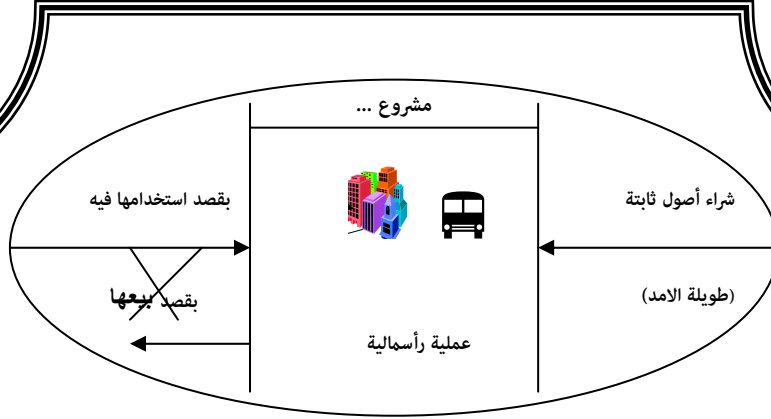 مشروع ...
شراء أصول ثابتة
بقصد استخدامها فيه
(طويلة الامد)
بقصد بيعها
عملية رأسمالية